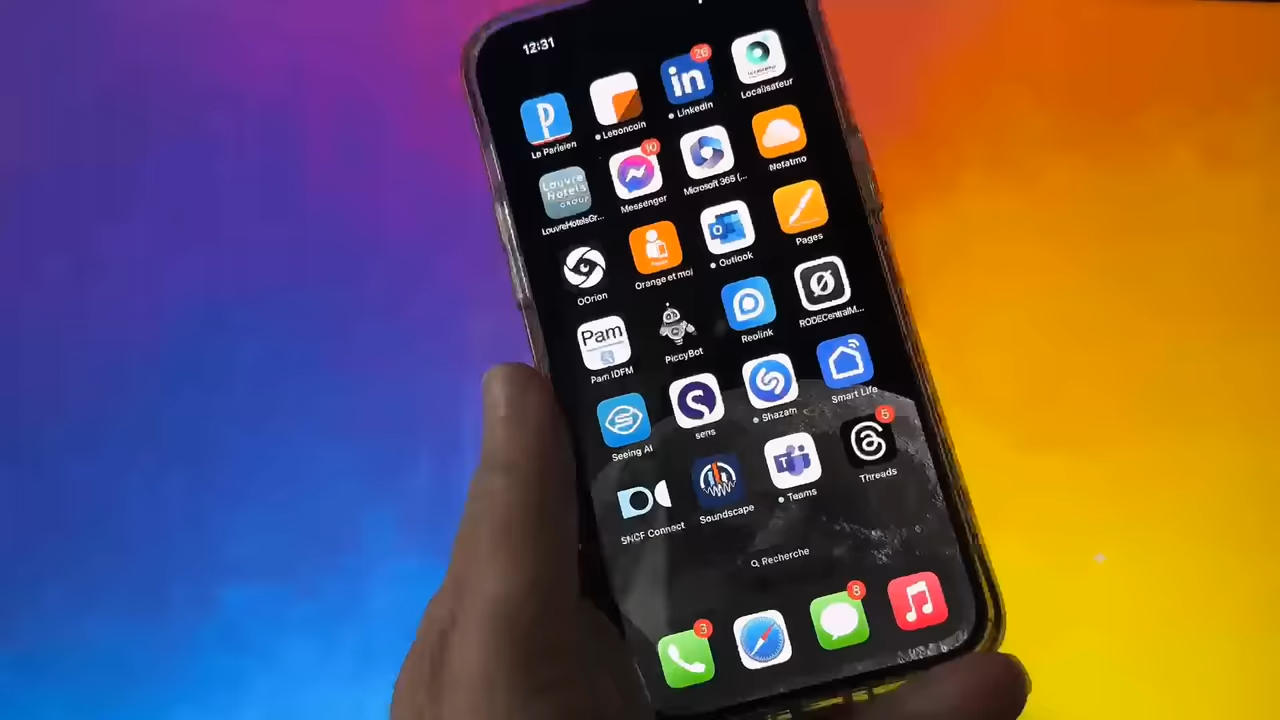 12:31
P
Le Parisien
Leboncoin
in
26
LinkedIn
Localisateur
Louvre
Hotels
GROUP
LouvreHotelsGr...
10
Messenger
Microsoft 365 (...
Netatmo
OOrion
Orange et moi
O
Outlook
Pages
Pam
Pam IDFM
PiccyBot
Reolink
RODECentralM...
Seeing AI
sens
Shazam
Smart Life
SNCF Connect
Soundscape
T
Teams
5
Threads
Recherche
3
8